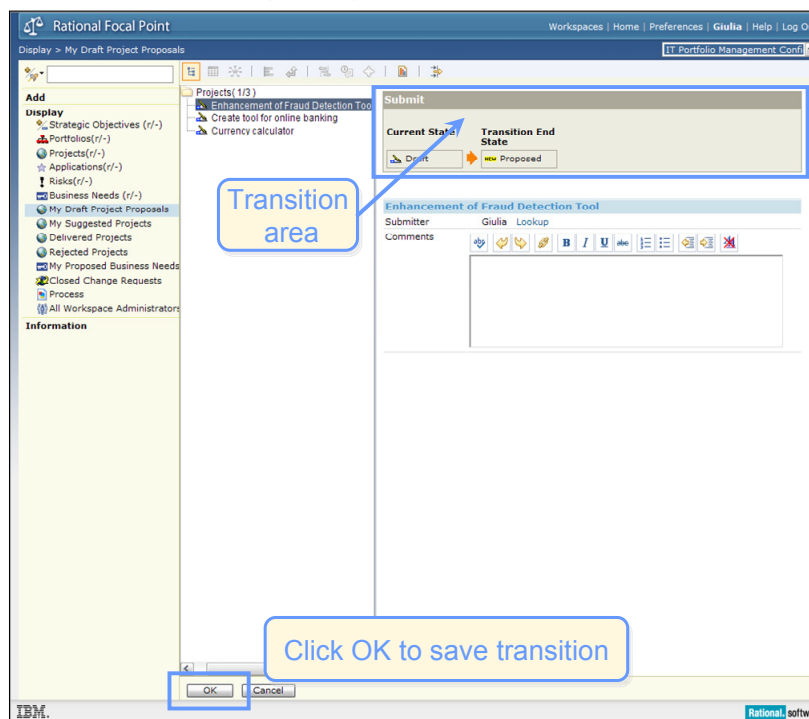 Rational Focal Point
Workspaces | Home | Preferences | Giulia | Help | Log O
Display > My Draft Project Proposals
IT Portfolio Management Confi
Add
Display
Strategic Objectives (r/-)
Portfolios(r/-)
Projects(r/-)
Applications(r/-)
Risks(r/-)
Business Needs (r/-)
My Draft Project Proposals
My Suggested Projects
Delivered Projects
Rejected Projects
My Proposed Business Needs
Closed Change Requests
Process
All Workspace Administrators
Information
Projects( 1/3 )
Enhancement of Fraud Detection Too
Create tool for online banking
Currency calculator
Submit
Current State
Transition End
State
Draft
NEW Proposed
Transition
area
Enhancement of Fraud Detection Tool
Submitter Giulia Lookup
Comments
B I U abc
Click OK to save transition
OK Cancel
IBM.
Rational. softw